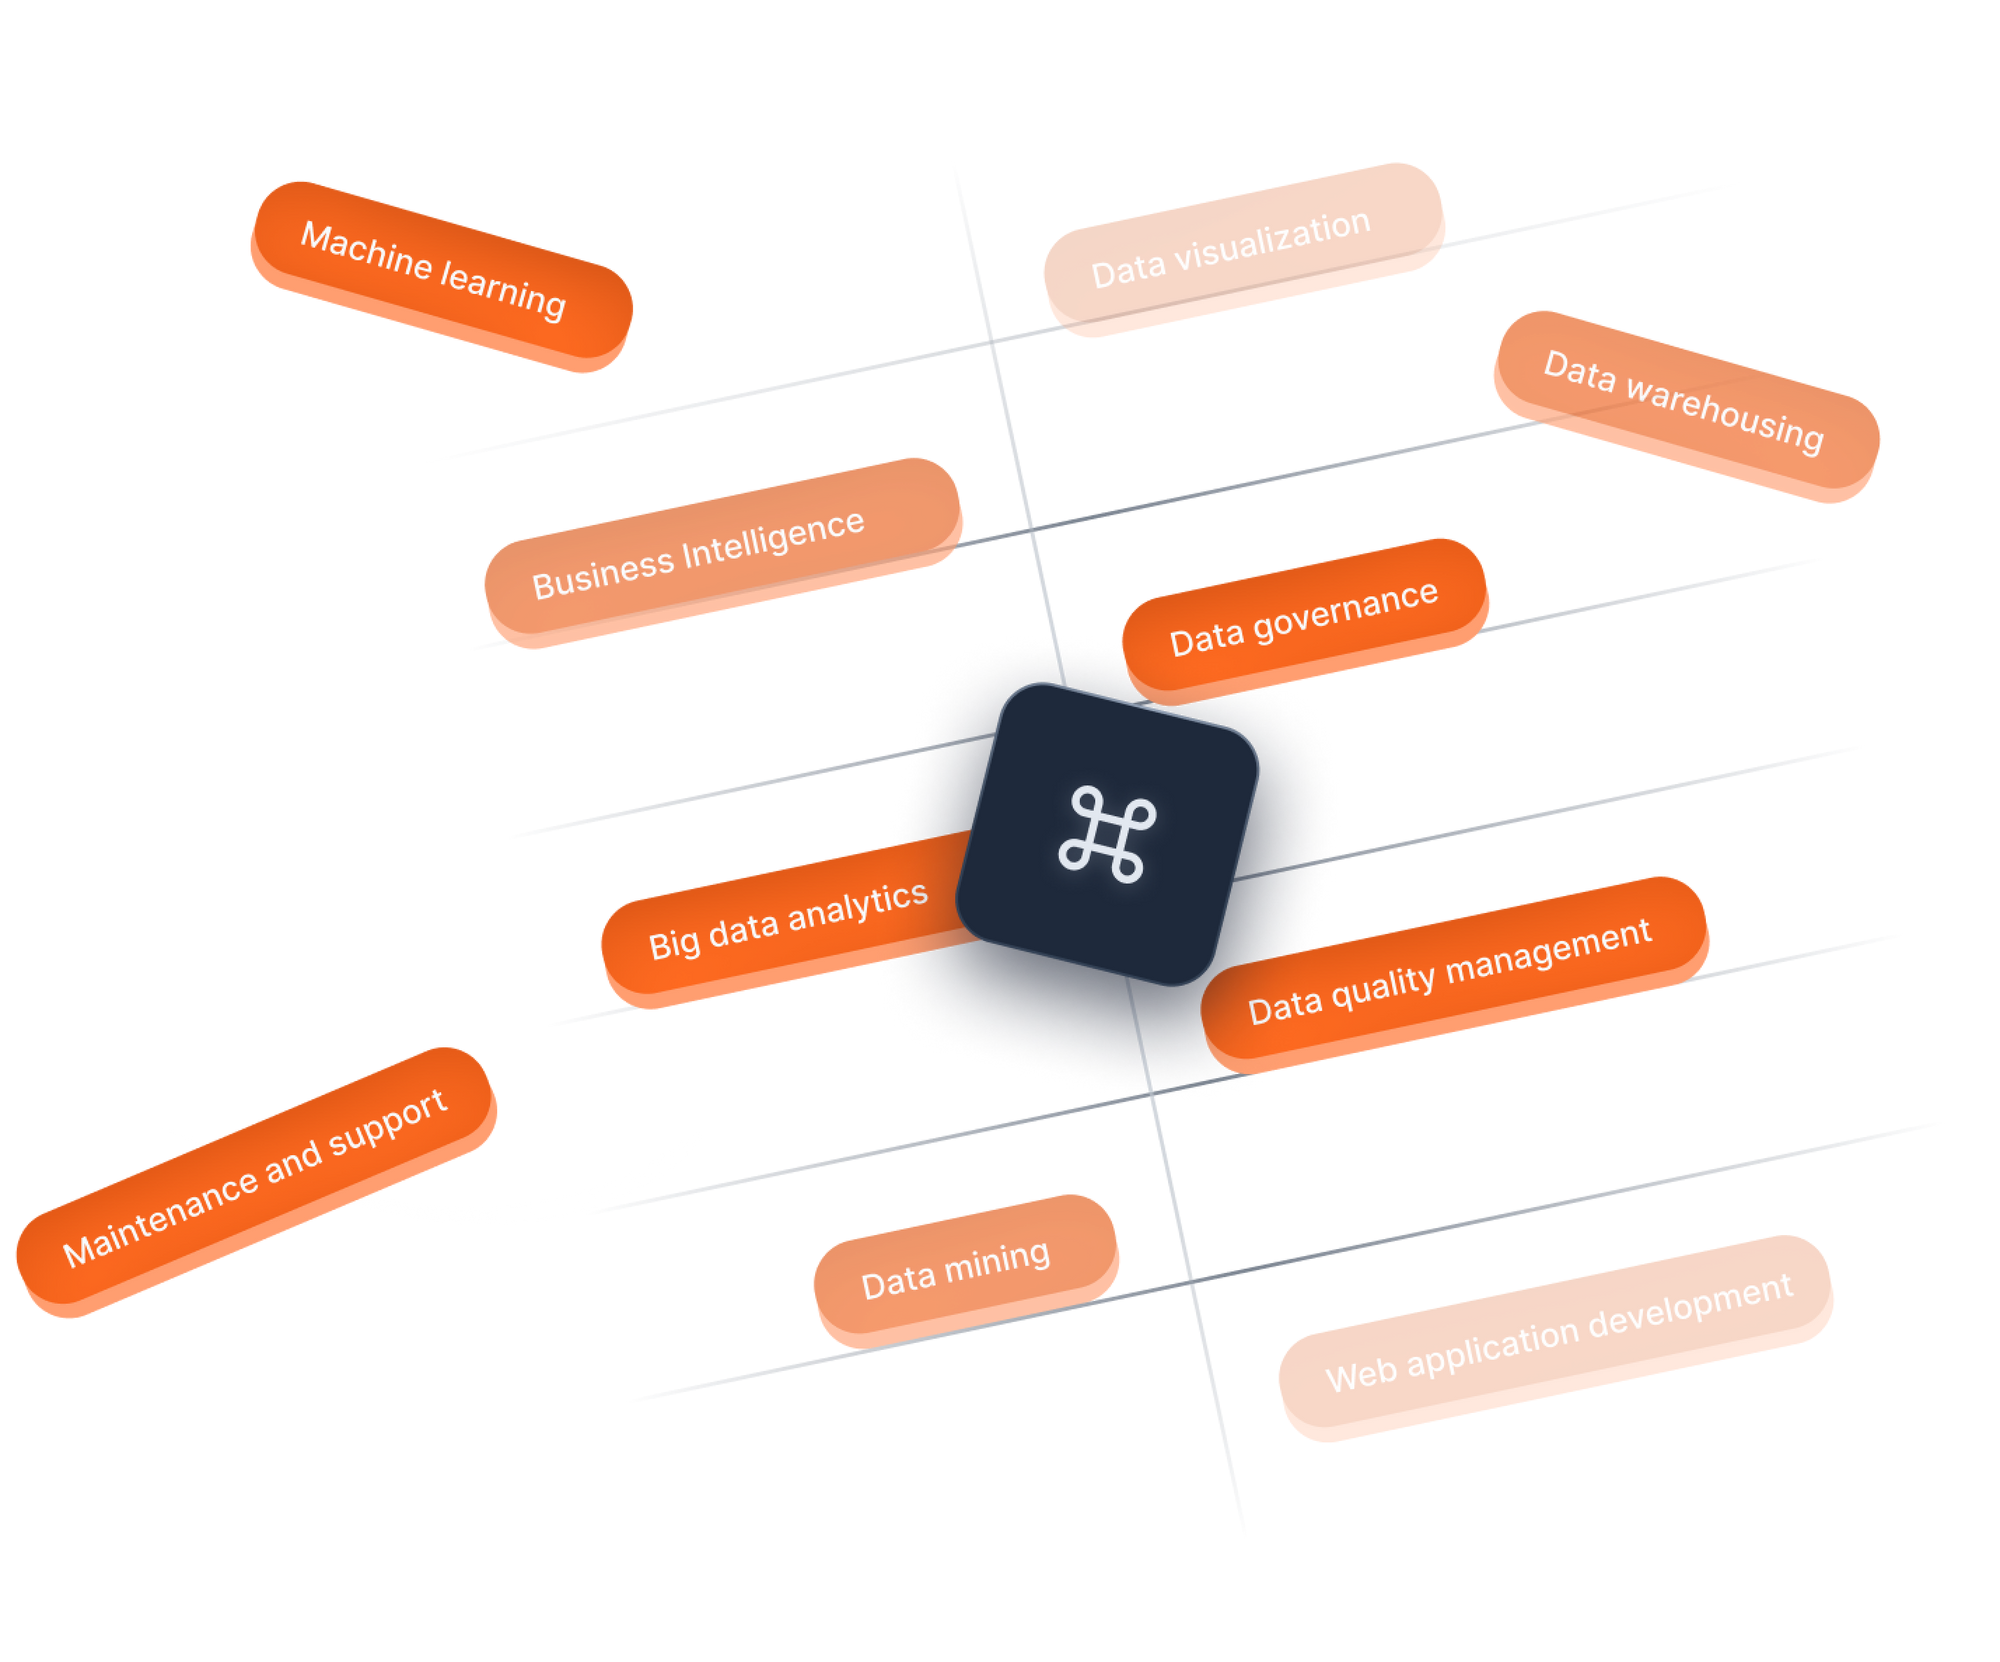 Machine learning
Data visualization
Data warehousing
Business Intelligence
Data governance
Big data analytics
Data quality management
Maintenance and support
Data mining
Web application development